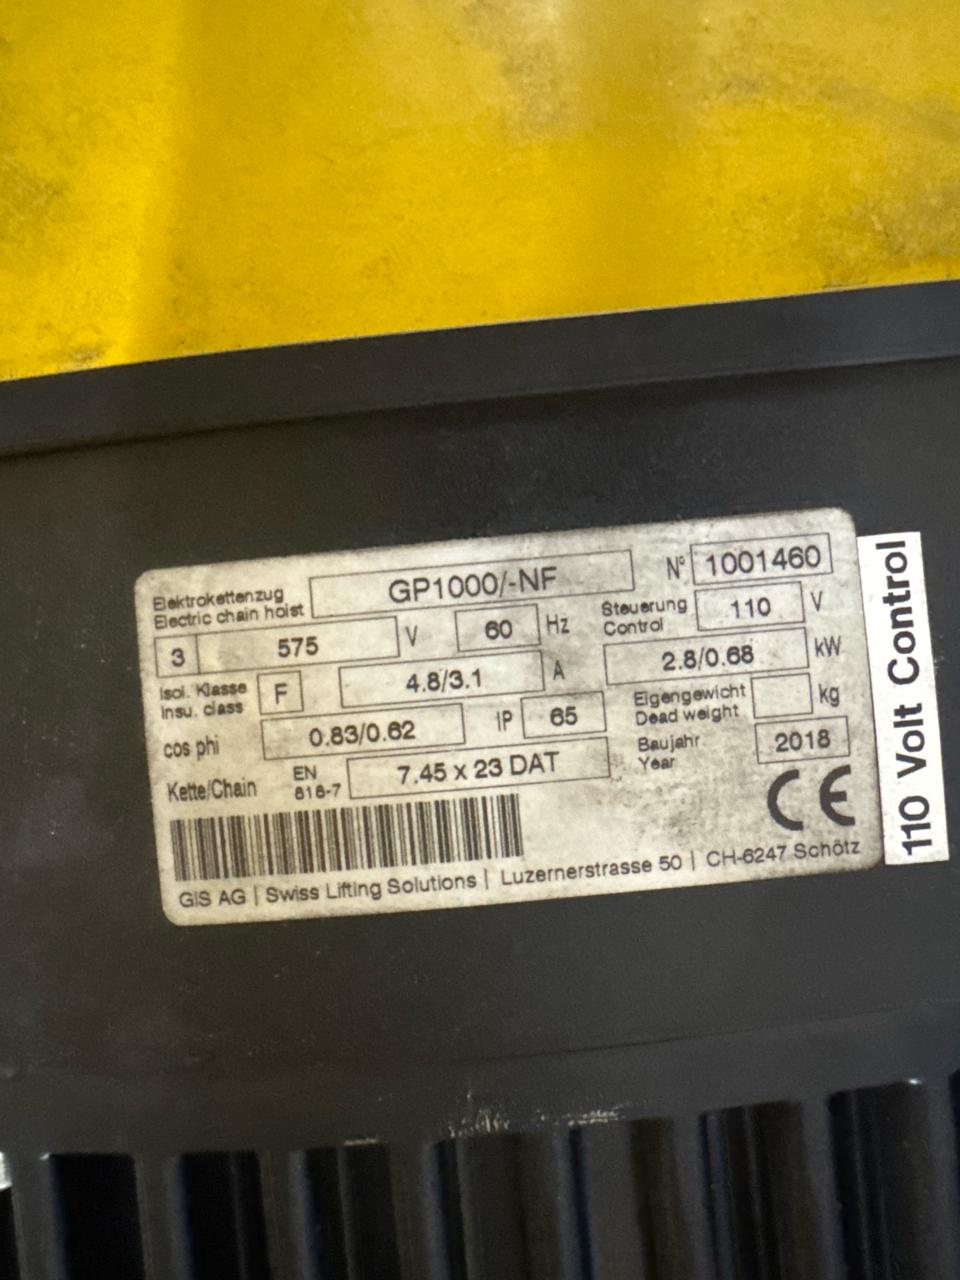 Elektrokettenzug
Electric chain hoist
GP1000/-NF
N° 1001460
3 575 V 60 Hz
Steuerung
Control
110 V
Isol. Klasse
Insu. class
F 4.8/3.1 A 2.8/0.68 kW
cos phi 0.83/0.62 IP 65
Eigengewicht
Dead weight
kg
Kette/Chain
EN
818-7
7.45 x 23 DAT
Baujahr
Year
2018
CE
GIS AG | Swiss Lifting Solutions | Luzernerstrasse 50 | CH-6247 Schötz
110 Volt Control